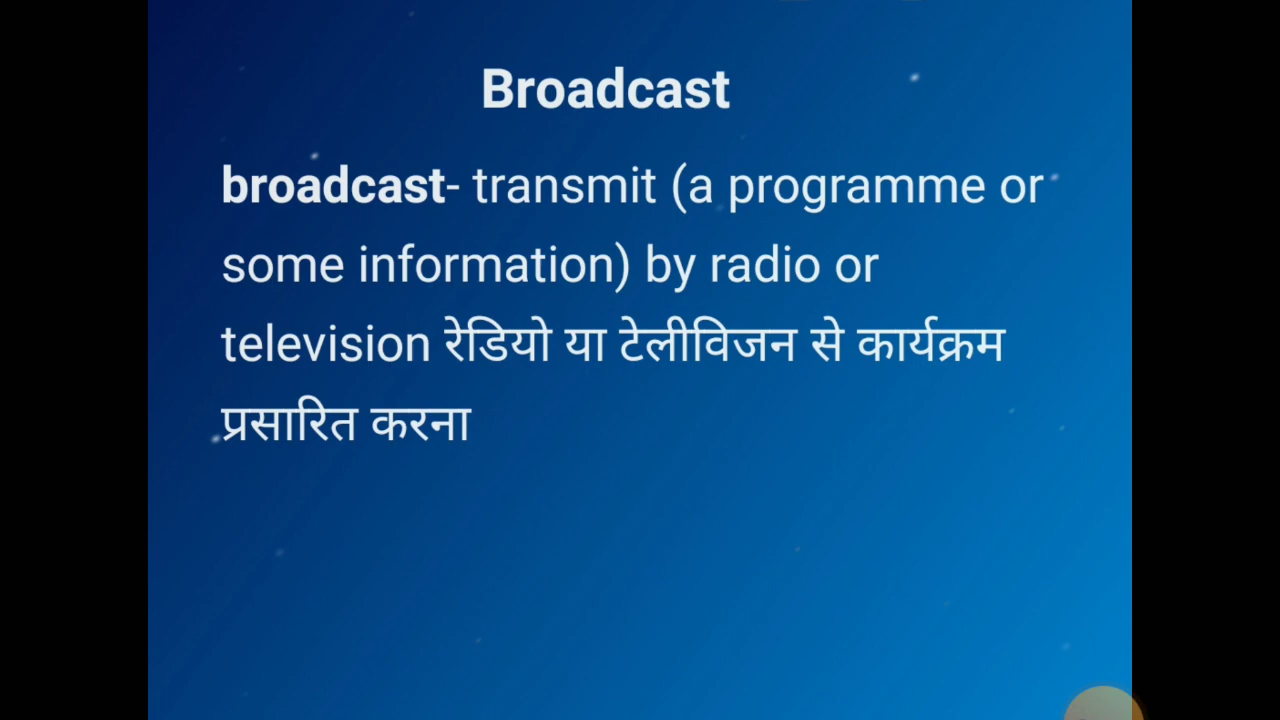 Broadcast
broadcast- transmit (a programme or
some information) by radio or
television रेडियो या टेलीविजन से कार्यक्रम
प्रसारित करना